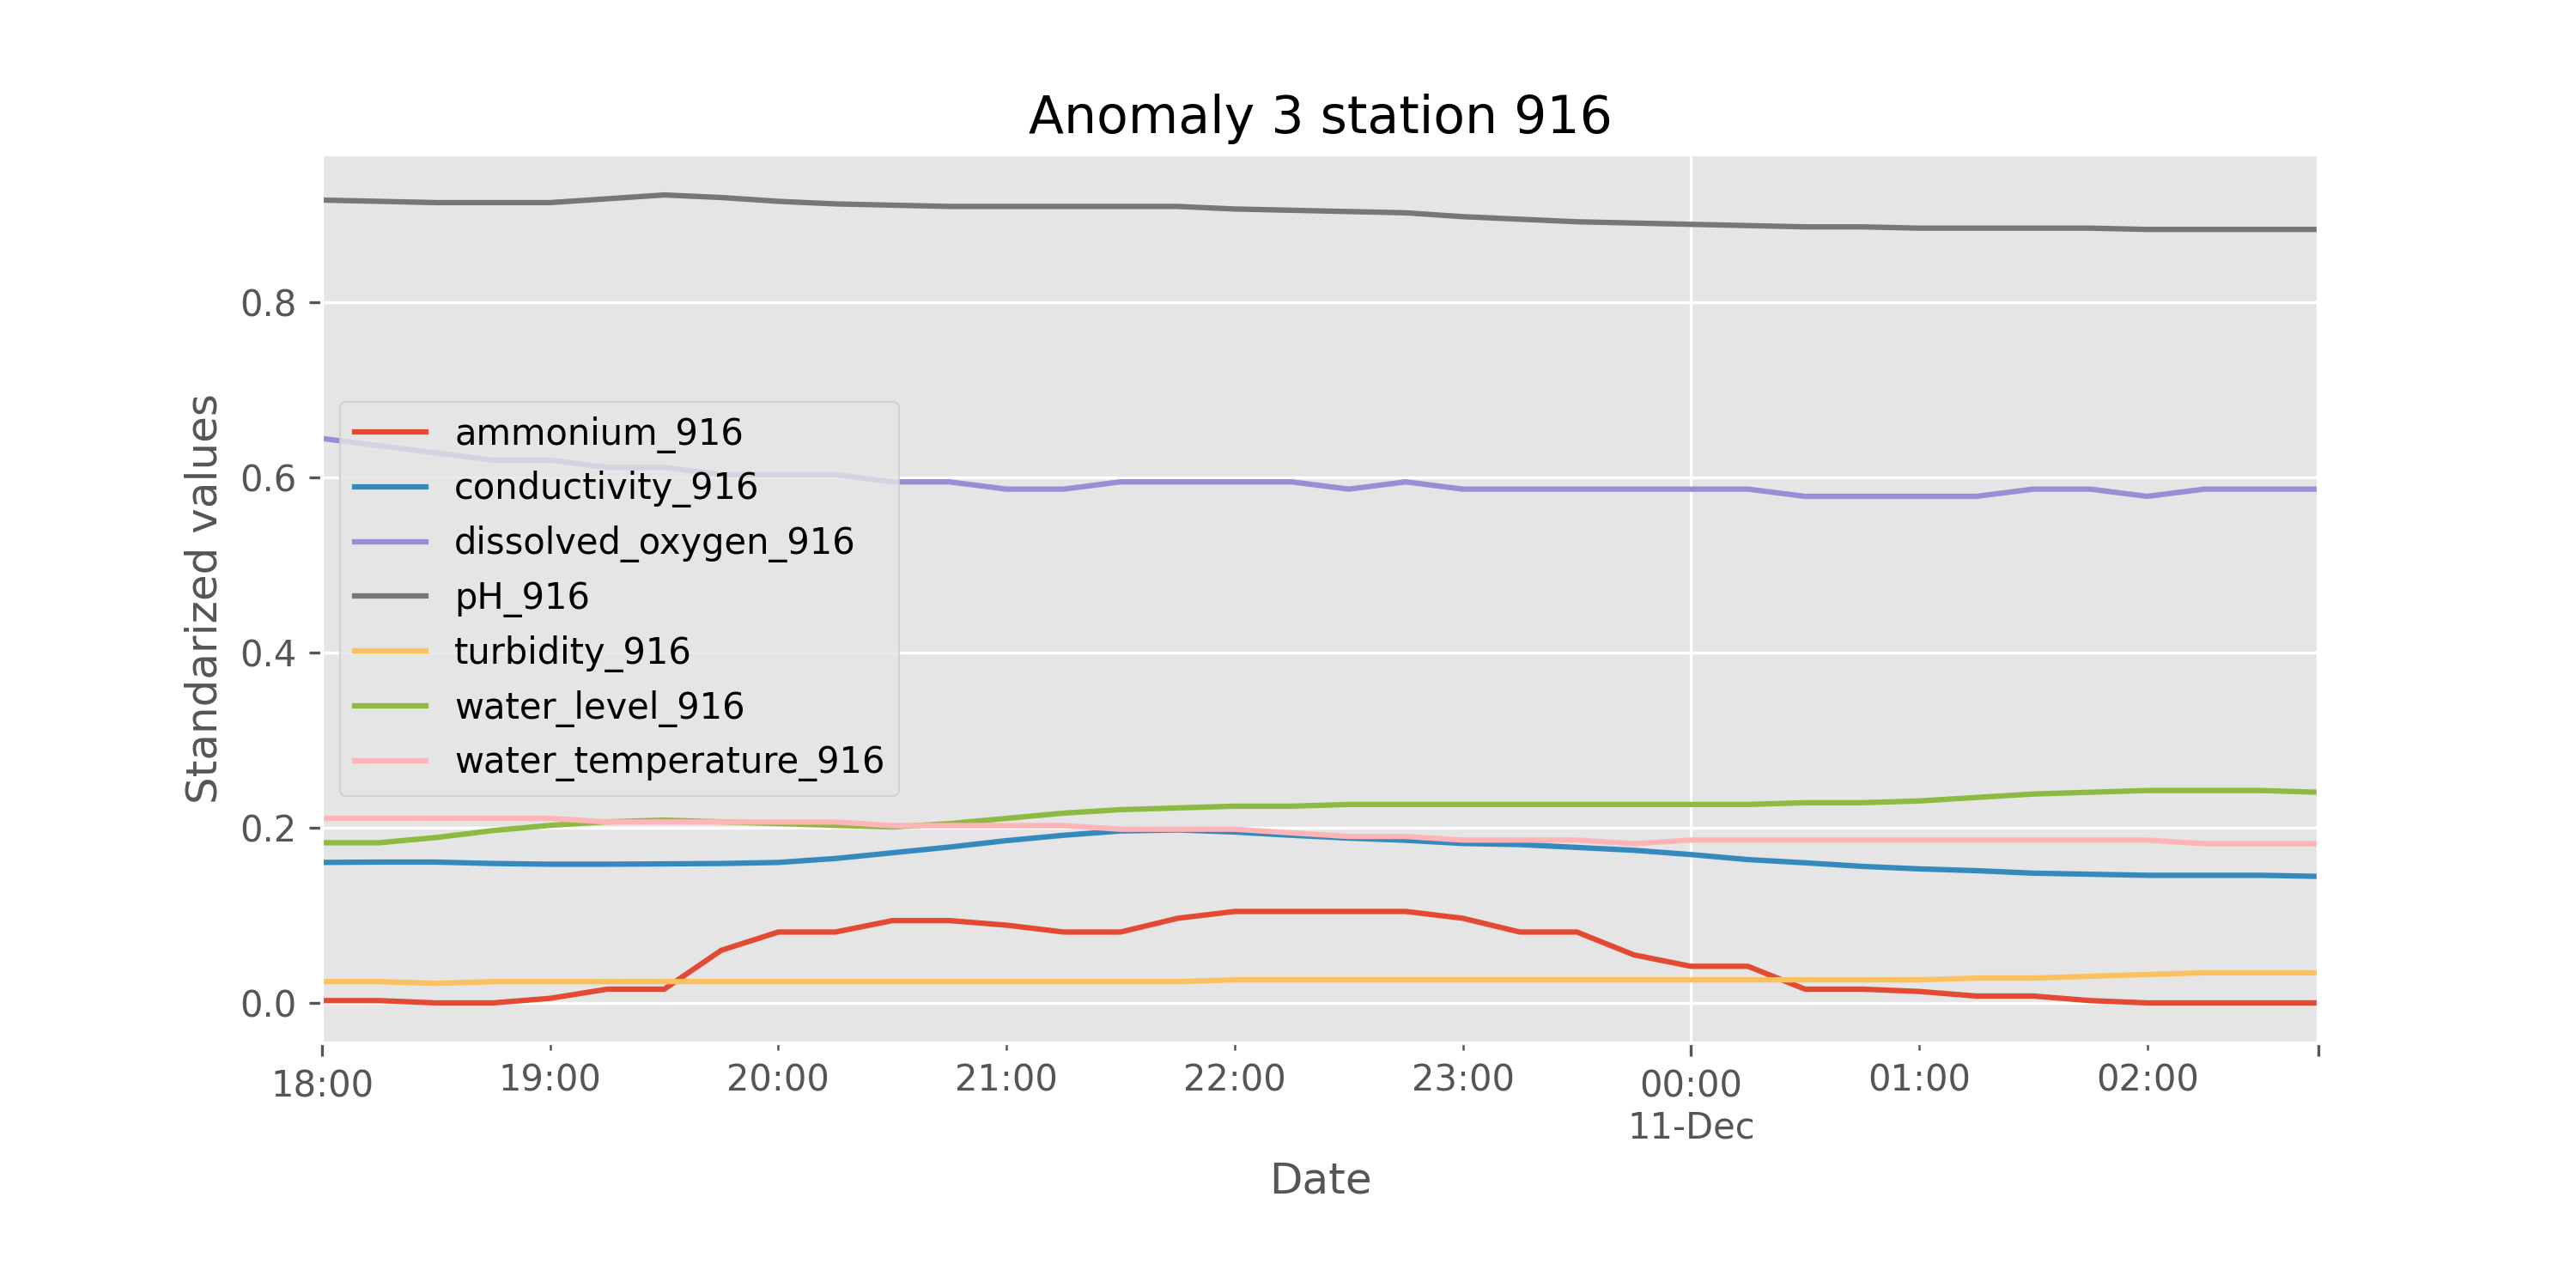 Anomaly 3 station 916
Standarized values
0.8
0.6
0.4
0.2
0.0
ammonium_916
conductivity_916
dissolved_oxygen_916
pH_916
turbidity_916
water_level_916
water_temperature_916
18:00 19:00 20:00 21:00 22:00 23:00 00:00 01:00 02:00
11-Dec
Date